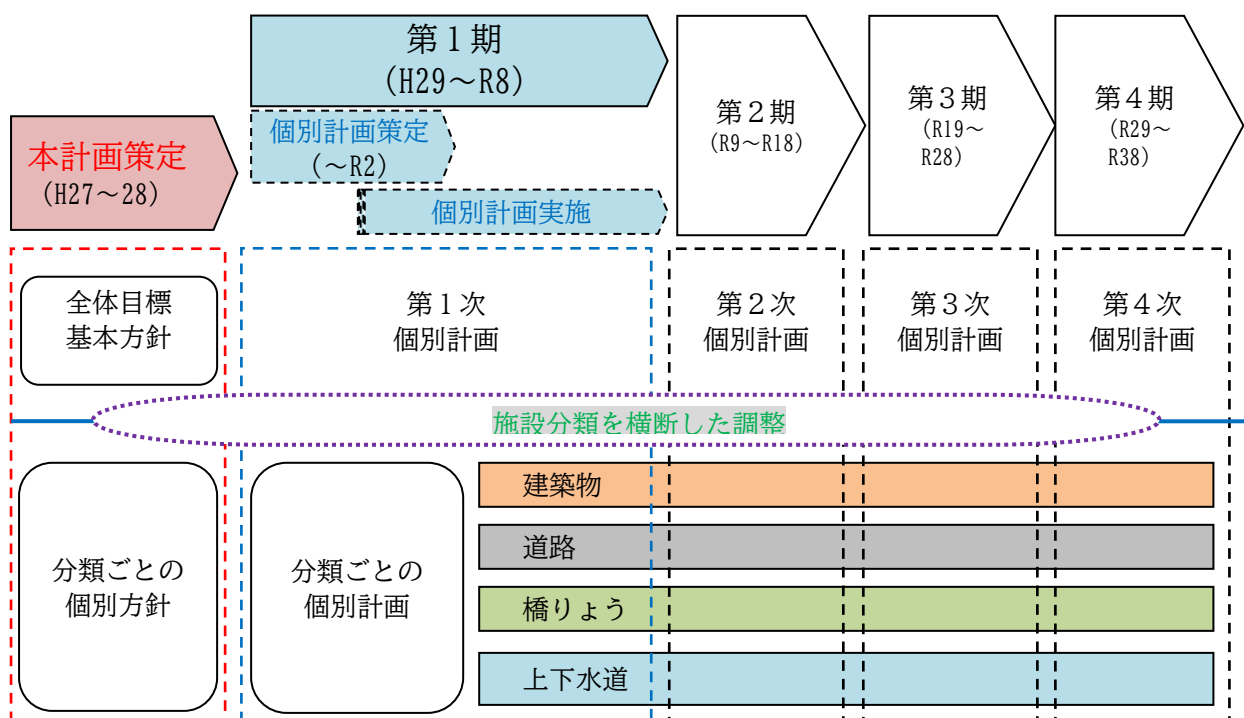 本計画策定
(H27～28)
第１期
(H29～R8)
個別計画策定
(～R2)
個別計画実施
第２期
(R9～R18)
第３期
(R19～
R28)
第４期
(R29～
R38)
全体目標
基本方針
第１次
個別計画
第２次
個別計画
第３次
個別計画
第４次
個別計画
施設分類を横断した調整
分類ごとの
個別方針
分類ごとの
個別計画
建築物
道路
橋りょう
上下水道